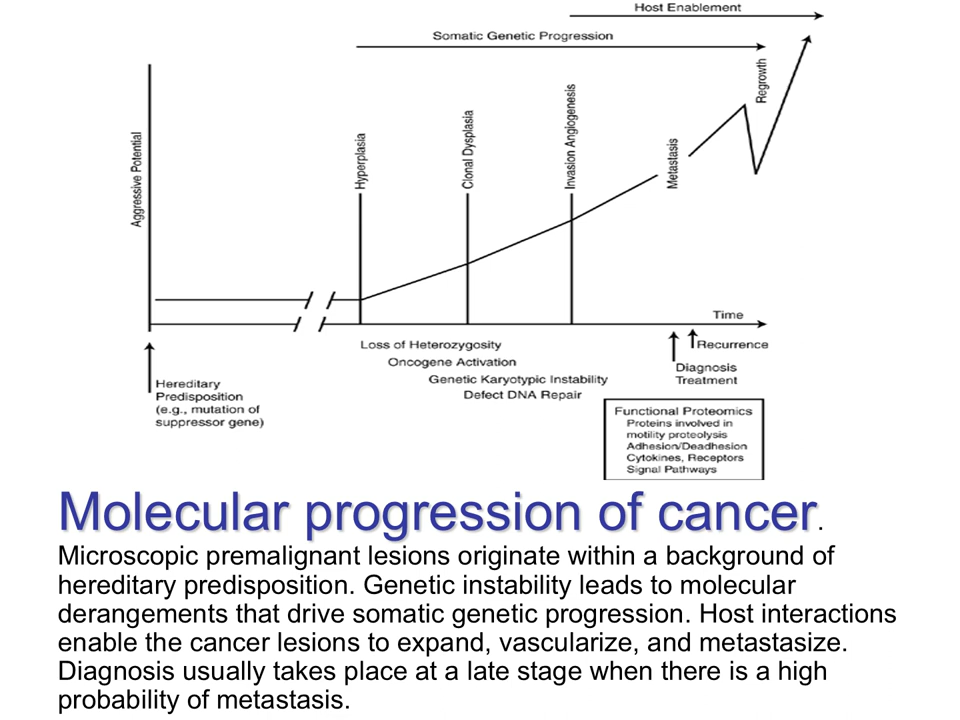 Host Enablement
Somatic Genetic Progression
Aggressive Potential
Hyperplasia
Clonal Dysplasia
Invasion Angiogenesis
Metastasis
Regrowth
Time
Loss of Heterozygosity
Oncogene Activation
Genetic Karyotypic Instability
Defect DNA Repair
Recurrence
Diagnosis
Treatment
Hereditary
Predisposition
(e.g., mutation of
suppressor gene)
Functional Proteomics
Proteins involved in
motility proteolysis
Adhesion/Deadhesion
Cytokines, Receptors
Signal Pathways
Molecular progression of cancer.
Microscopic premalignant lesions originate within a background of
hereditary predisposition. Genetic instability leads to molecular
derangements that drive somatic genetic progression. Host interactions
enable the cancer lesions to expand, vascularize, and metastasize.
Diagnosis usually takes place at a late stage when there is a high
probability of metastasis.